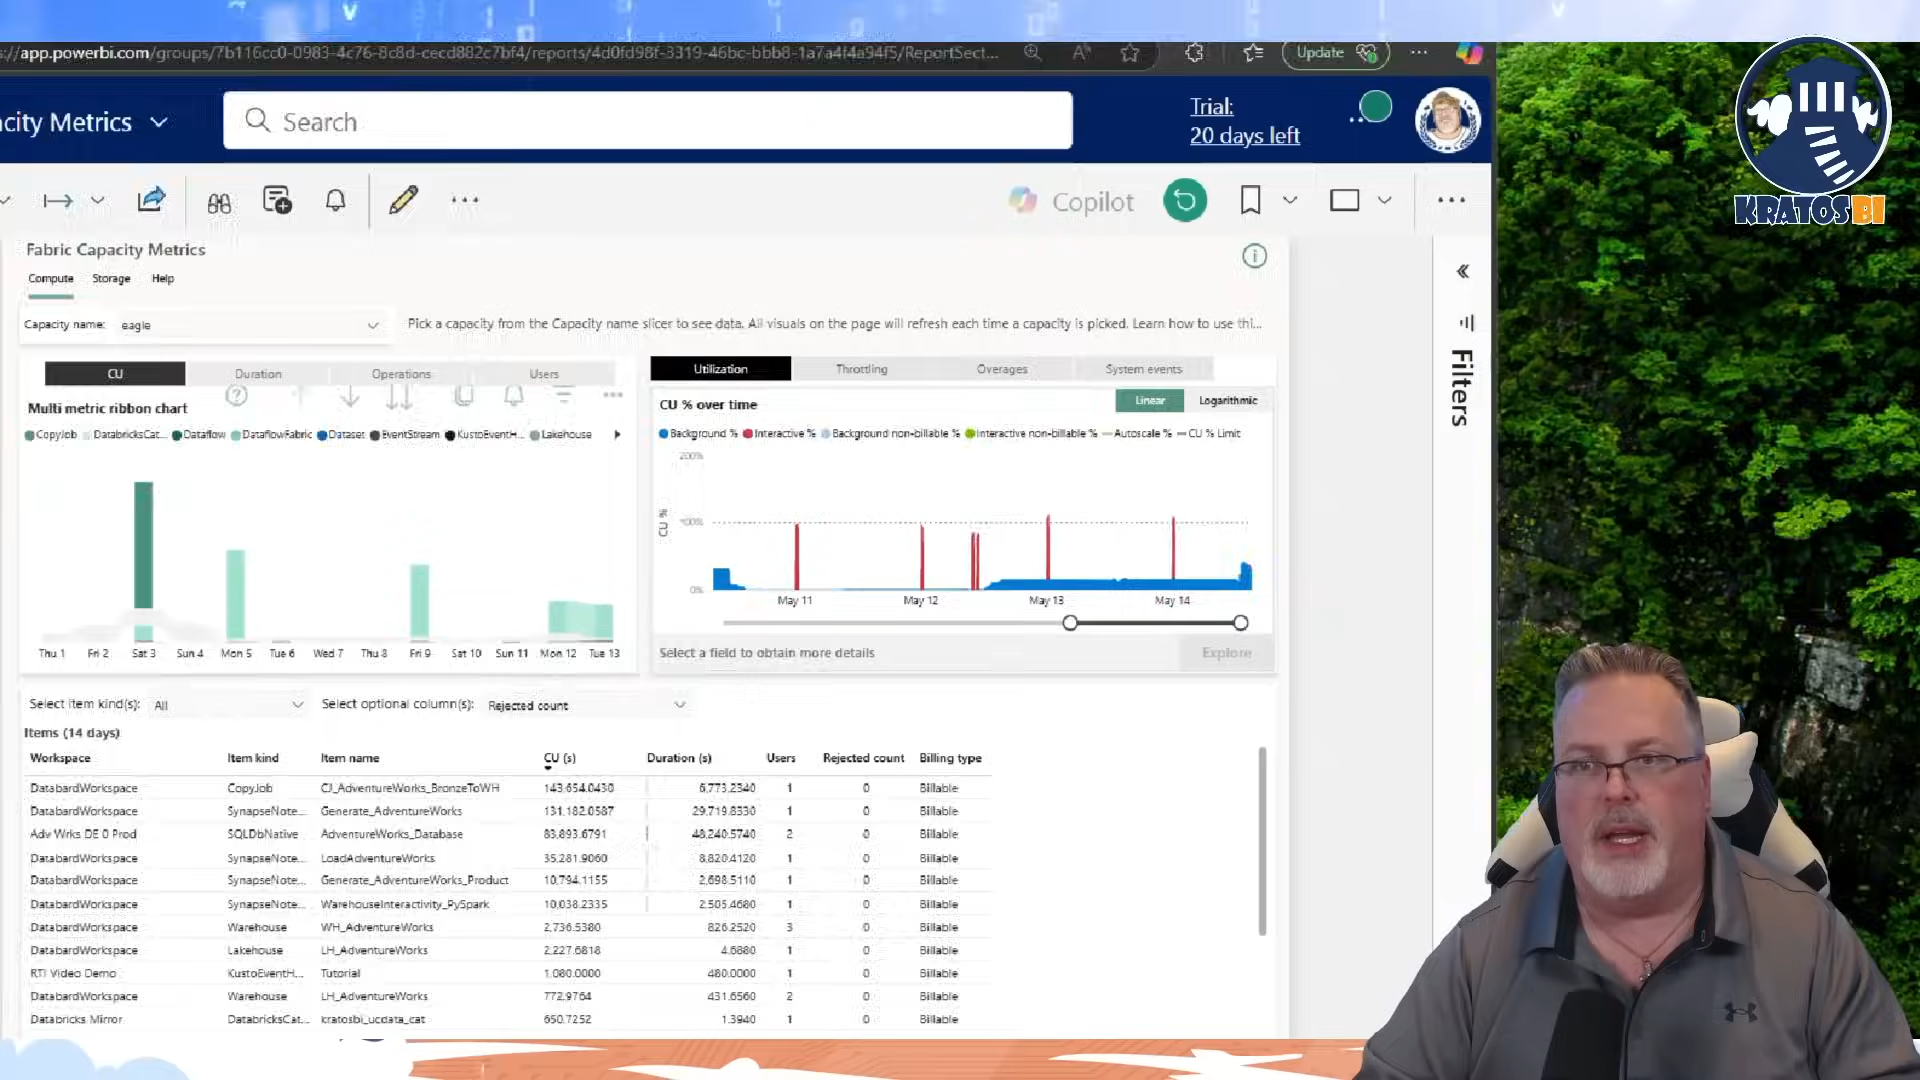 ://app.powerbi.com/groups/7b116cc0-0983-4c76-8c8d-cecd882c7bf4/reports/4d0fd98f-3319-46bc-bbb8-1a7a4f4a94f5/ReportSect...
Update
acity Metrics
Search
Trial:
20 days left
KRATOSBI
Copilot
Fabric Capacity Metrics
Compute Storage Help
Capacity name: eagle
Pick a capacity from the Capacity name slicer to see data. All visuals on the page will refresh each time a capacity is picked. Learn how to use thi...
Filters
CU Duration Operations Users
Multi metric ribbon chart
CopyJob DatabricksCat... Dataflow DataflowFabric Dataset EventStream KustoEventH... Lakehouse
Thu 1 Fri 2 Sat 3 Sun 4 Mon 5 Tue 6 Wed 7 Thu 8 Fri 9 Sat 10 Sun 11 Mon 12 Tue 13
Utilization Throttling Overages System events
CU % over time
Linear Logarithmic
Background % Interactive % Background non-billable % Interactive non-billable % Autoscale % CU % Limit
CU %
200%
100%
0%
May 11 May 12 May 13 May 14
Select a field to obtain more details
Explore
Select item kind(s): All
Select optional column(s): Rejected count
Items (14 days)
Workspace Item kind Item name CU (s) Duration (s) Users Rejected count Billing type
DatabardWorkspace CopyJob CJ_AdventureWorks_BronzeToWH 143,654.0430 6,773.2340 1 0 Billable
DatabardWorkspace SynapseNote... Generate_AdventureWorks 131,182.0587 29,719.8330 1 0 Billable
Adv Wrks DE 0 Prod SQLDbNative AdventureWorks_Database 83,893.6791 48,240.5740 2 0 Billable
DatabardWorkspace SynapseNote... LoadAdventureWorks 35,281.9060 8,820.4120 1 0 Billable
DatabardWorkspace SynapseNote... Generate_AdventureWorks_Product 10,794.1155 2,698.5110 1 0 Billable
DatabardWorkspace SynapseNote... WarehouseInteractivity_PySpark 10,038.2335 2,505.4680 1 0 Billable
DatabardWorkspace Warehouse WH_AdventureWorks 2,736.5380 826.2520 3 0 Billable
DatabardWorkspace Lakehouse LH_AdventureWorks 2,227.6818 4.6880 1 0 Billable
RTI Video Demo KustoEventH... Tutorial 1,080.0000 480.0000 1 0 Billable
DatabardWorkspace Warehouse LH_AdventureWorks 772.9764 431.6560 2 0 Billable
Databricks Mirror DatabricksCat... kratosbi_ucdata_cat 650.7252 1.3940 1 0 Billable